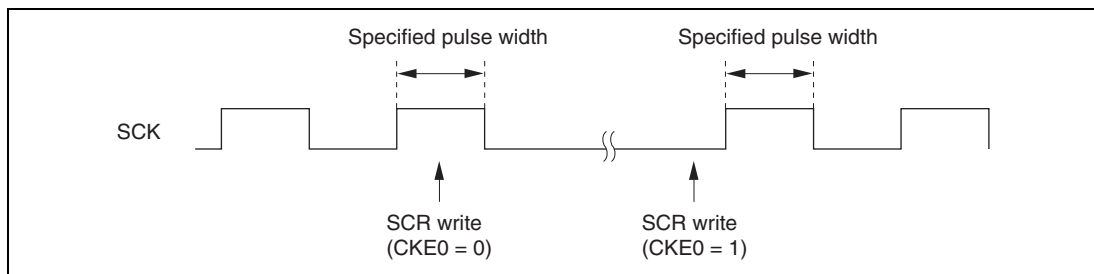 Specified pulse width
Specified pulse width
SCK
SCR write
(CKE0 = 0)
SCR write
(CKE0 = 1)